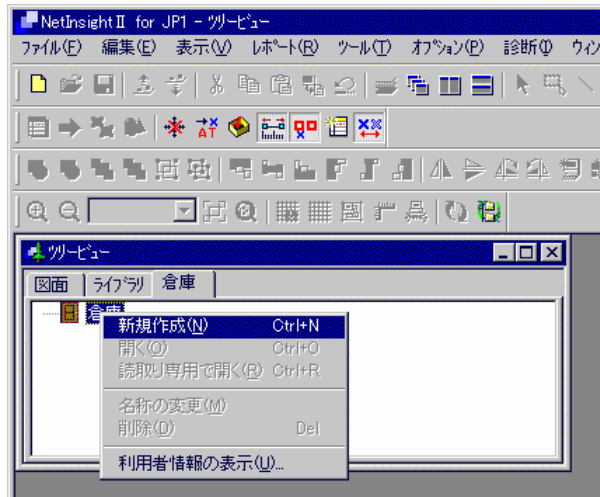 NetInsightⅡ for JP1 - ツリービュー
ファイル(F) 編集(E) 表示(V) レポート(R) ツール(T) オプション(P) 診断(I) ウィン
AT
ツリービュー
図面 ライブラリ 倉庫
倉庫
新規作成(N) Ctrl+N
開く(O) Ctrl+O
読取り専用で開く(R) Ctrl+R
名称の変更(M)
削除(D) Del
利用者情報の表示(U)...